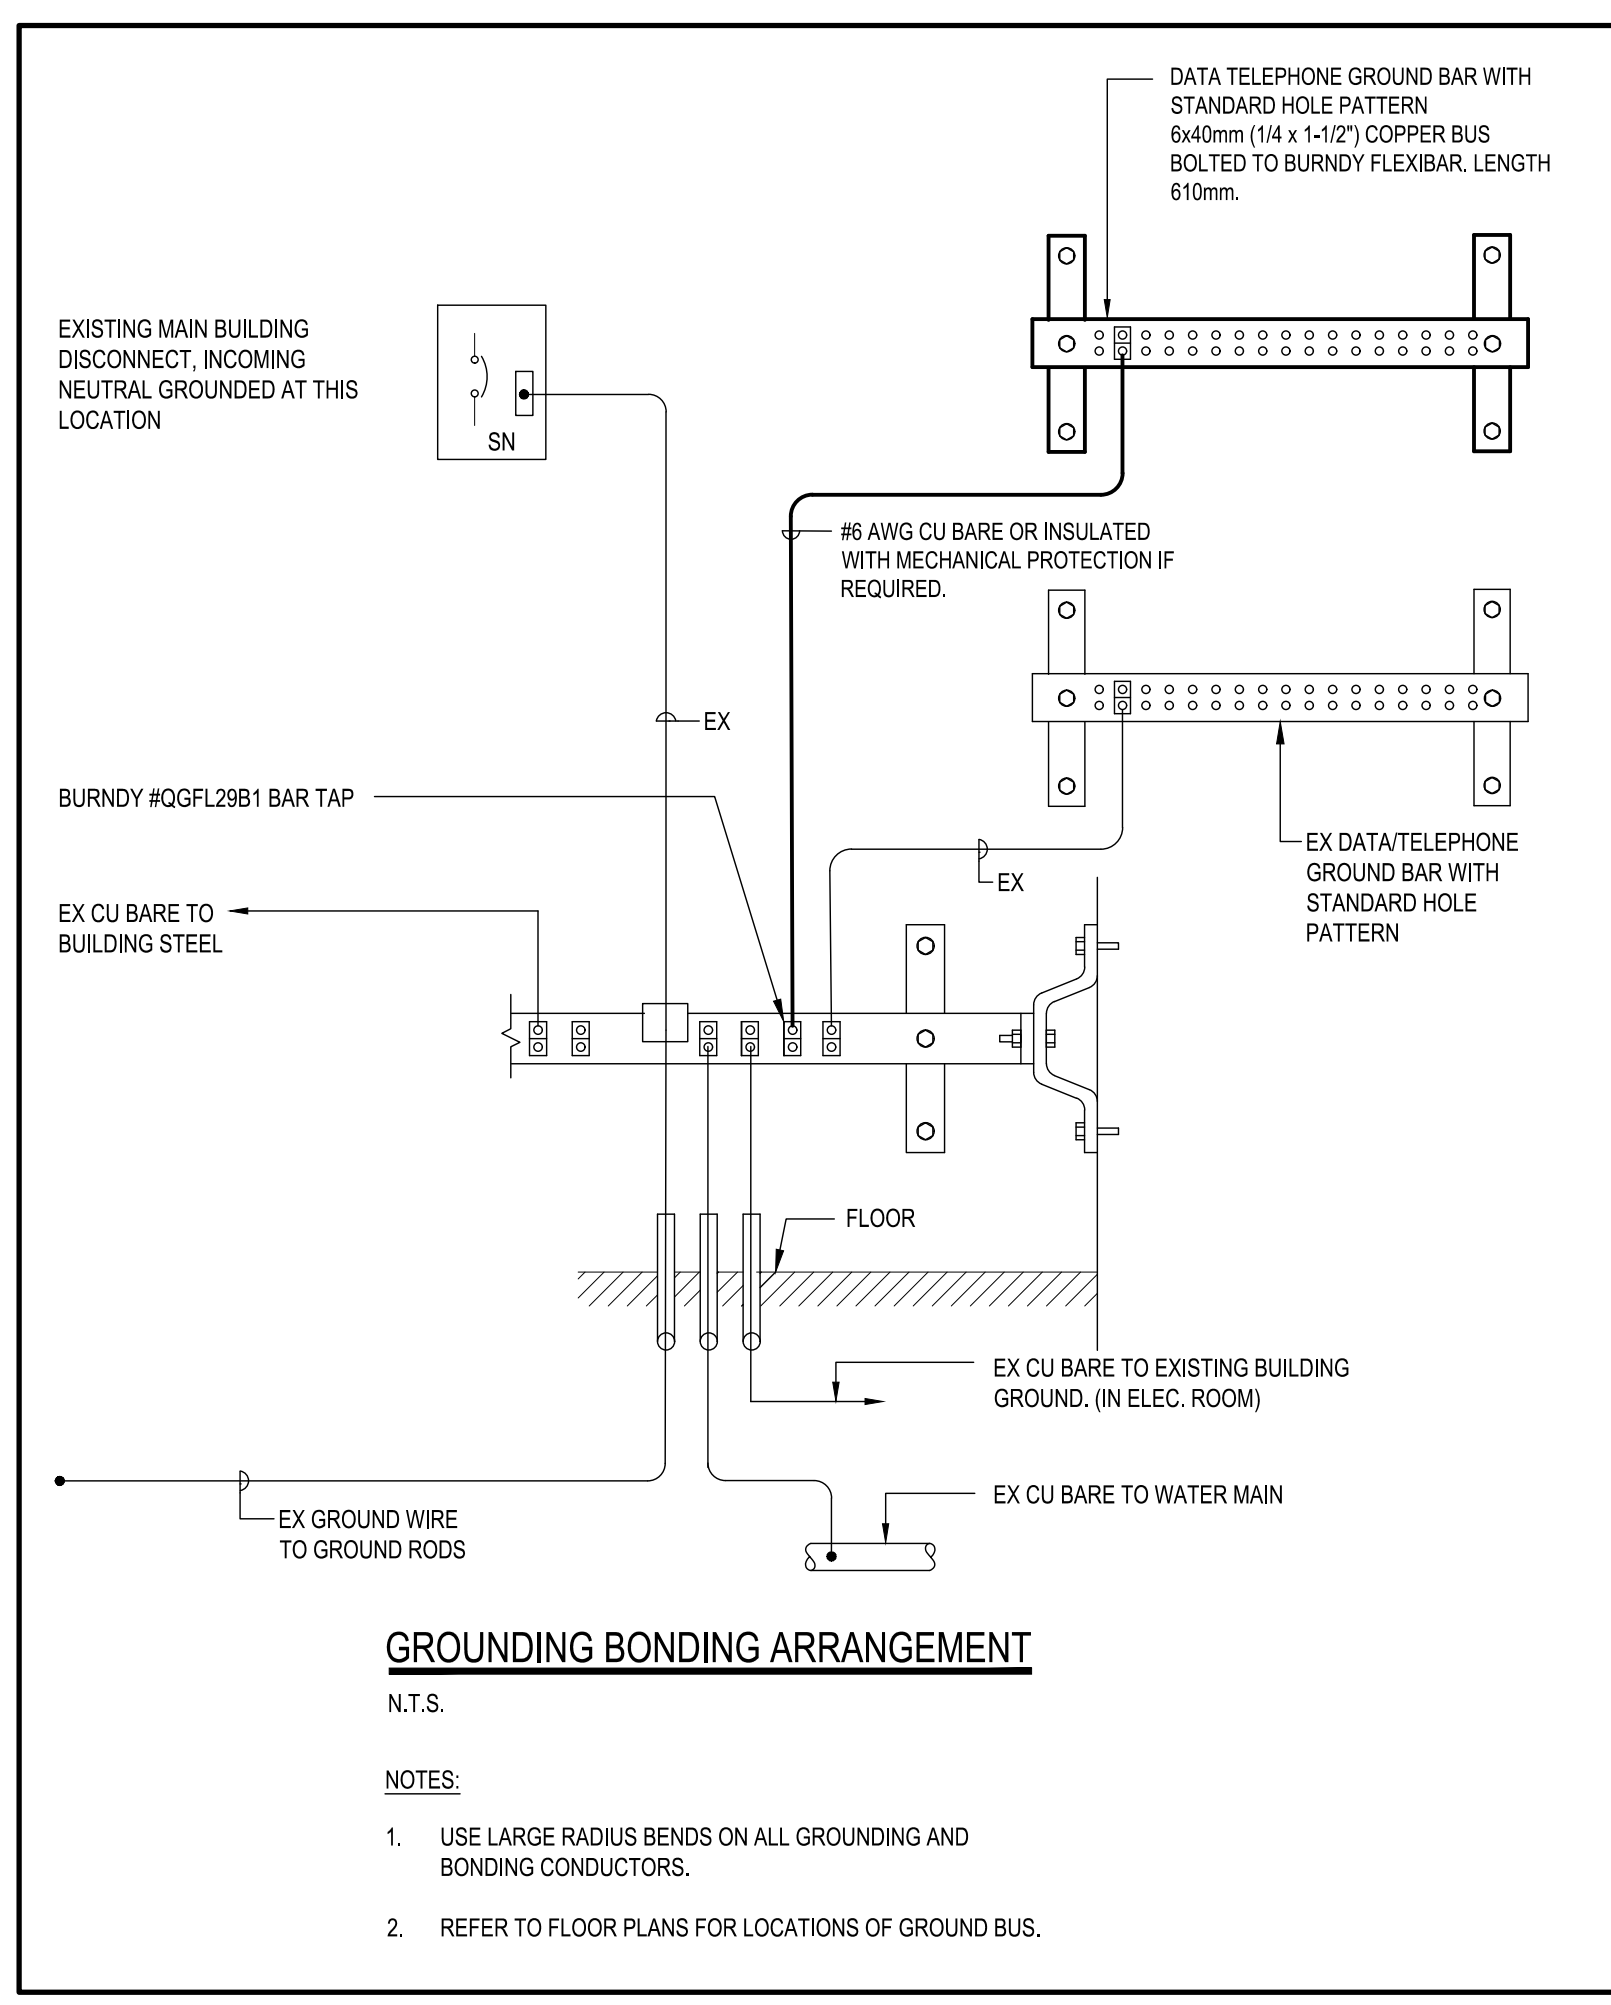 DATA TELEPHONE GROUND BAR WITH
STANDARD HOLE PATTERN
6x40mm (1/4 x 1-1/2") COPPER BUS
BOLTED TO BURNDY FLEXIBAR. LENGTH
610mm.
EXISTING MAIN BUILDING
DISCONNECT, INCOMING
NEUTRAL GROUNDED AT THIS
LOCATION
SN
#6 AWG CU BARE OR INSULATED
WITH MECHANICAL PROTECTION IF
REQUIRED.
EX
BURNDY #QGFL29B1 BAR TAP
EX DATA/TELEPHONE
GROUND BAR WITH
STANDARD HOLE
PATTERN
EX
EX CU BARE TO
BUILDING STEEL
FLOOR
EX CU BARE TO EXISTING BUILDING
GROUND. (IN ELEC. ROOM)
EX CU BARE TO WATER MAIN
EX GROUND WIRE
TO GROUND RODS
GROUNDING BONDING ARRANGEMENT
N.T.S.
NOTES:
1. USE LARGE RADIUS BENDS ON ALL GROUNDING AND
BONDING CONDUCTORS.
2. REFER TO FLOOR PLANS FOR LOCATIONS OF GROUND BUS.